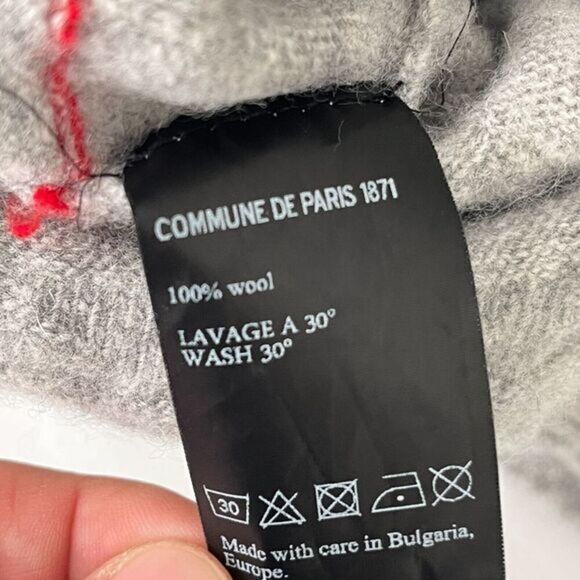 COMMUNE DE PARIS 1871
100% wool
LAVAGE A 30°
WASH 30°
30
Made with care in Bulgaria,
Europe.